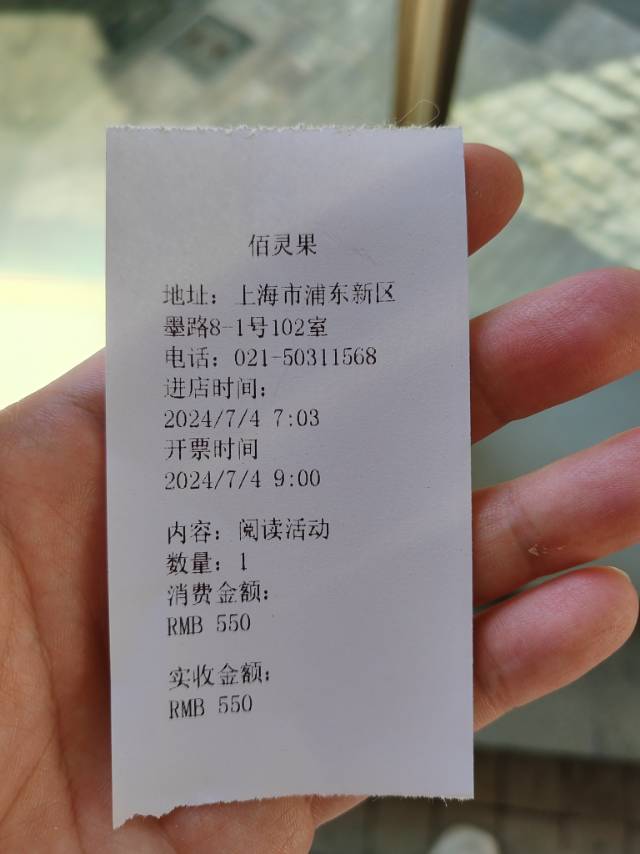 佰灵果
地址：上海市浦东新区
墨路8-1号102室
电话：021-50311568
进店时间：
2024/7/4 7:03
开票时间
2024/7/4 9:00
内容：阅读活动
数量：1
消费金额：
RMB 550
实收金额：
RMB 550